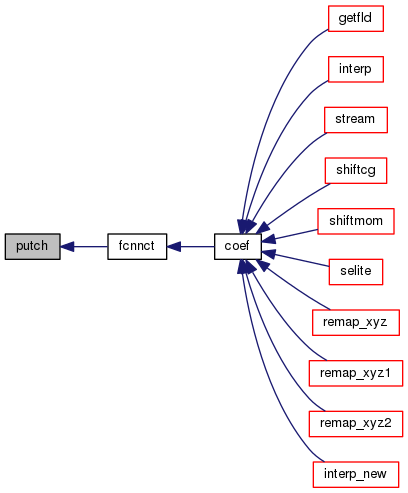 getfld
interp
stream
shiftcg
shiftmom
putch
fcnnct
coef
selite
remap_xyz
remap_xyz1
remap_xyz2
interp_new